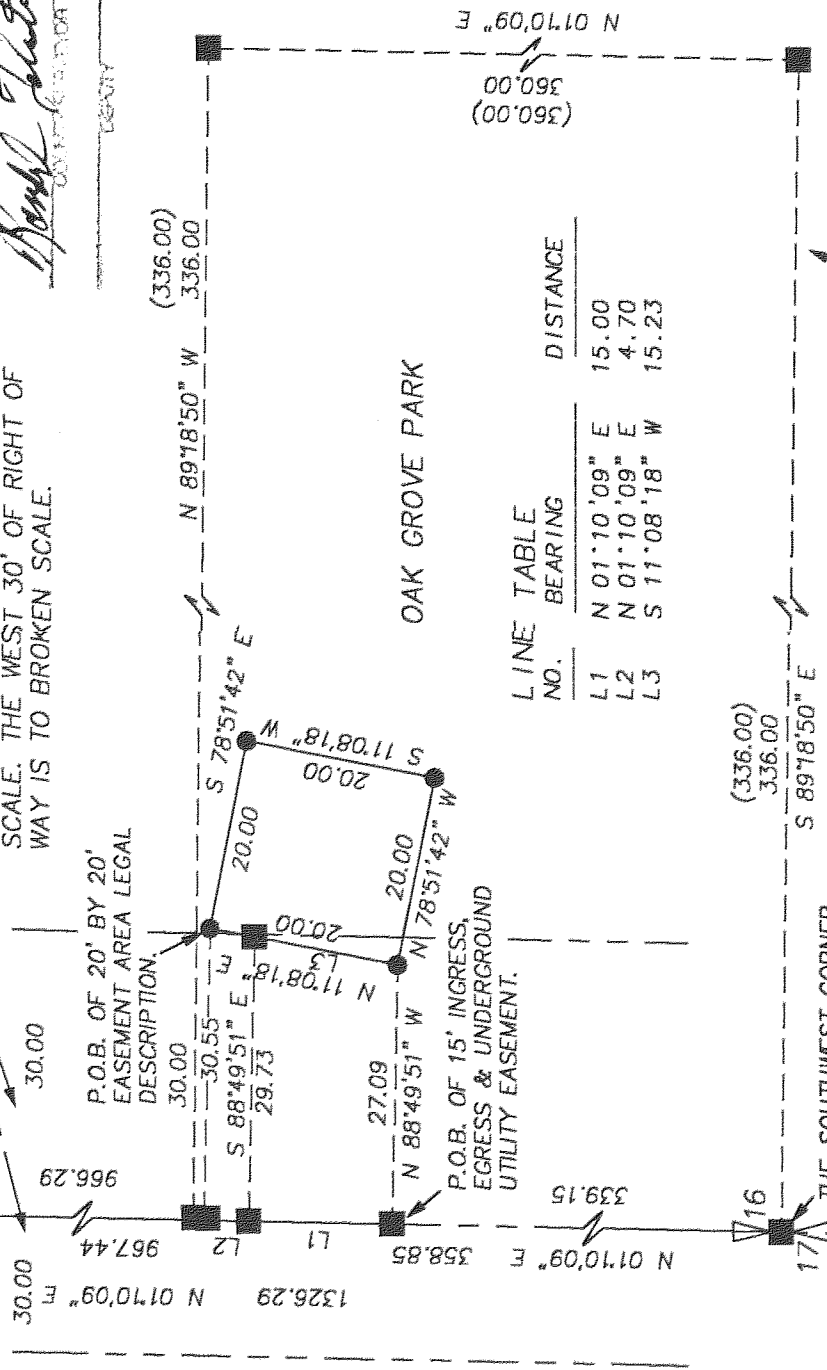 SCALE. THE WEST 30' OF RIGHT OF
WAY IS TO BROKEN SCALE.
DEPUTY
30.00
30.00
P.O.B. OF 20' BY 20'
EASEMENT AREA LEGAL
DESCRIPTION.
966.29
967.44
N 01°10'09" E
1326.29
30.00
30.55
S 88°49'51" E
29.73
L2
L1
L3
N 11°08'18" E
20.00
S 78°51'42" E
20.00
S 11°08'18" W
20.00
N 78°51'42" W
20.00
27.09
N 88°49'51" W
P.O.B. OF 15' INGRESS,
EGRESS & UNDERGROUND
UTILITY EASEMENT.
339.15
358.85
N 01°10'09" E
16
17
THE SOUTHWEST CORNER
(336.00)
336.00
N 89°18'50" W
(360.00)
360.00
N 01°10'09" E
OAK GROVE PARK
LINE TABLE
NO. BEARING DISTANCE
L1 N 01°10'09" E 15.00
L2 N 01°10'09" E 4.70
L3 S 11°08'18" W 15.23
(336.00)
336.00
S 89°18'50" E